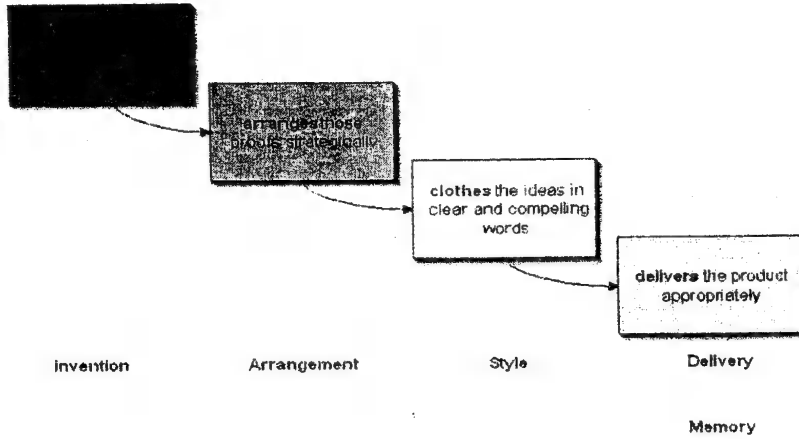 arranges those
proofs strategically
clothes the ideas in
clear and compelling
words
delivers the product
appropriately
Invention
Arrangement
Style
Delivery
Memory